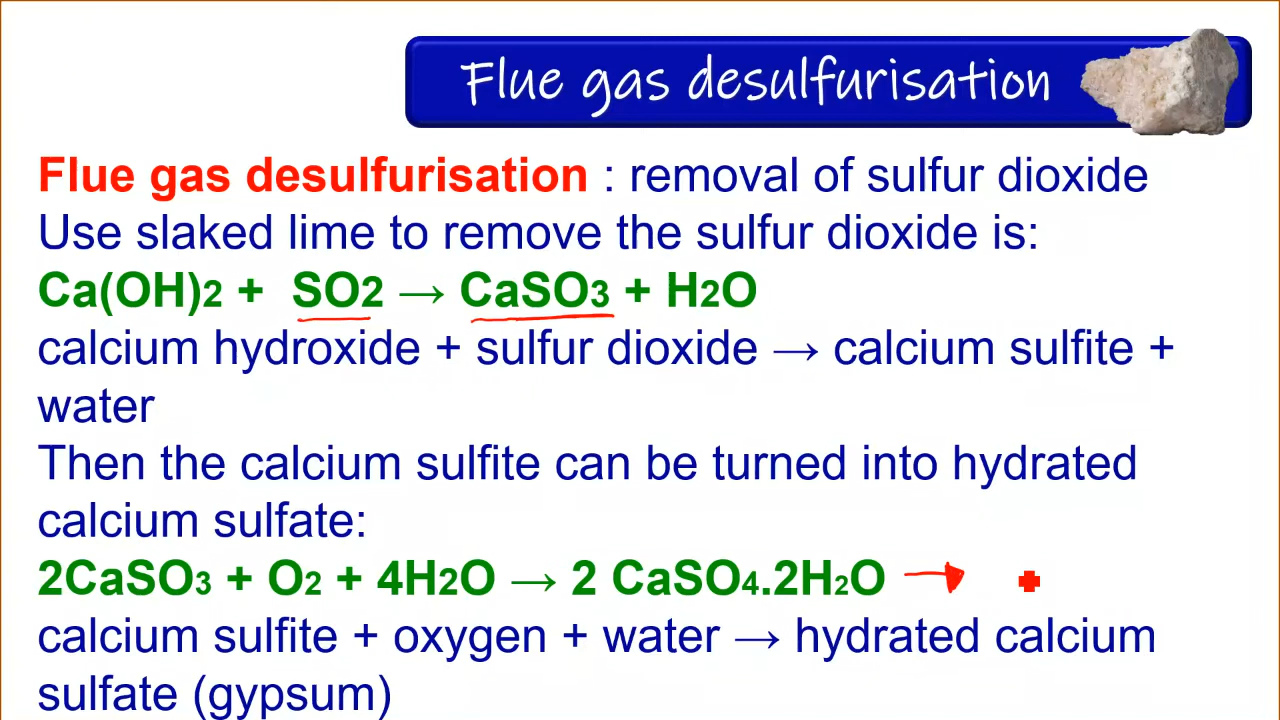 Flue gas desulfurisation
Flue gas desulfurisation : removal of sulfur dioxide
Use slaked lime to remove the sulfur dioxide is:
Ca(OH)2 + SO2 → CaSO3 + H2O
calcium hydroxide + sulfur dioxide → calcium sulfite +
water
Then the calcium sulfite can be turned into hydrated
calcium sulfate:
2CaSO3 + O2 + 4H2O → 2 CaSO4.2H2O →
calcium sulfite + oxygen + water → hydrated calcium
sulfate (gypsum)